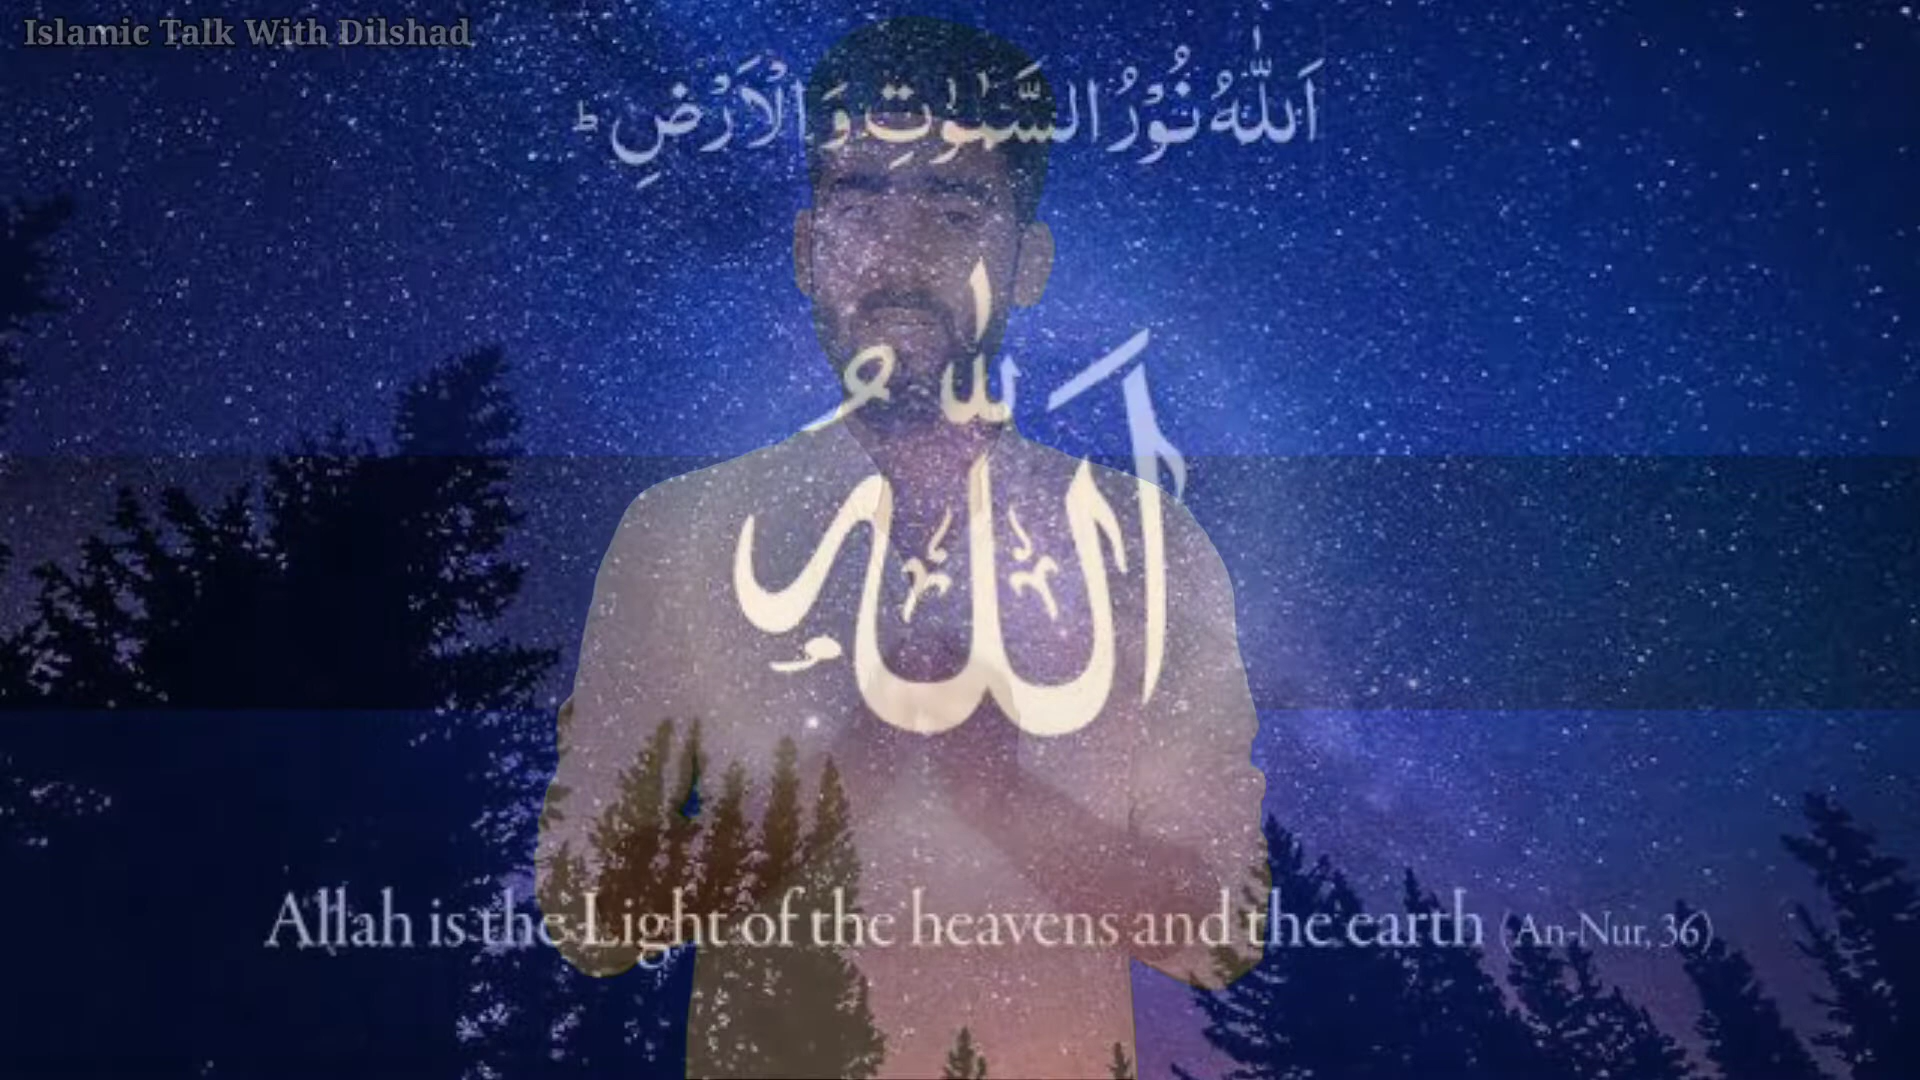 Islamic Talk With Dilshad
اَللّٰهُ نُوْرُ السَّمٰوٰتِ وَ الْاَرْضِ ؕ
اَللّٰهُ
اللّٰهِ
Allah is the Light of the heavens and the earth (An-Nur, 36)